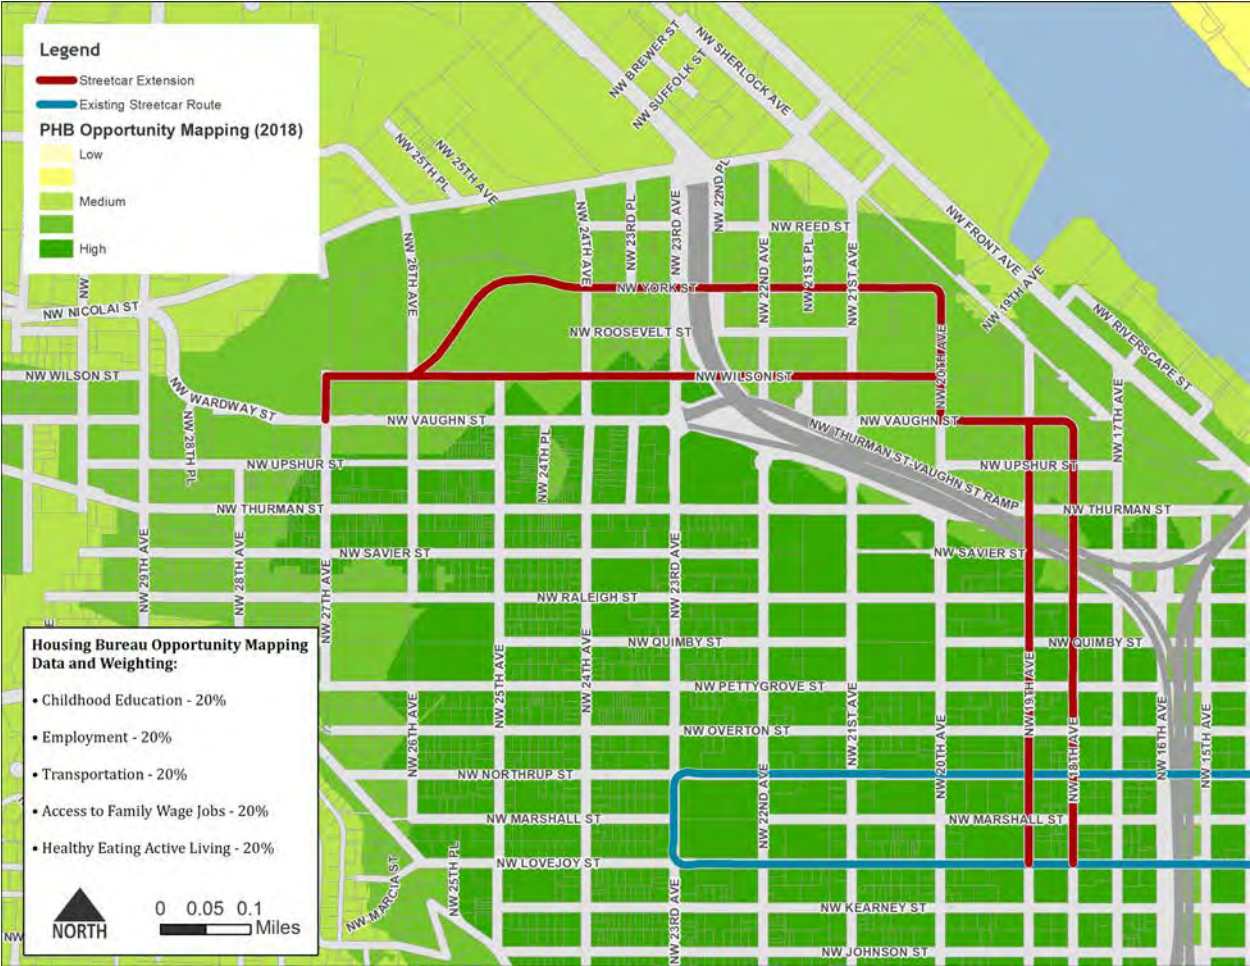 Legend
Streetcar Extension
Existing Streetcar Route
PHB Opportunity Mapping (2018)
Low
Medium
High
NW BREWER ST
NW SUFFOLK ST
NW SHERLOCK AVE
NW 25TH PL
NW 25TH AVE
NW 22ND PL
NW 24TH AVE
NW 23RD PL
NW 23RD AVE
NW REED ST
NW FRONT AVE
NW 26TH AVE
NW 22ND AVE
NW 21ST PL
NW 21ST AVE
NW 19TH AVE
NW
NW YORK ST
NW NICOLAI ST
NW ROOSEVELT ST
NW 20TH AVE
NW RIVERSCAPE ST
NW WILSON ST
NW WILSON ST
NW WARDWAY ST
NW VAUGHN ST
NW VAUGHN ST
NW 17TH AVE
NW 28TH PL
NW 24TH PL
NW THURMAN ST-VAUGHN ST RAMP
NW UPSHUR ST
NW UPSHUR ST
NW THURMAN ST
NW THURMAN ST
NW SAVIER ST
NW SAVIER ST
NW 29TH AVE
NW 28TH AVE
NW 27TH AVE
NW 23RD AVE
NW RALEIGH ST
NW QUIMBY ST
NW QUIMBY ST
NW 25TH AVE
NW 24TH AVE
NW 19TH AVE
NW PETTYGROVE ST
NW 26TH AVE
NW 21ST AVE
NW 20TH AVE
NW 18TH AVE
NW 16TH AVE
NW 15TH AVE
NW OVERTON ST
NW NORTHRUP ST
NW 22ND AVE
NW MARSHALL ST
NW MARSHALL ST
NW LOVEJOY ST
NW MARCIA ST
NW 25TH PL
NW 23RD AVE
NW KEARNEY ST
NW JOHNSON ST
NW
E
Housing Bureau Opportunity Mapping
Data and Weighting:
• Childhood Education - 20%
• Employment - 20%
• Transportation - 20%
• Access to Family Wage Jobs - 20%
• Healthy Eating Active Living - 20%
NORTH
0 0.05 0.1
Miles